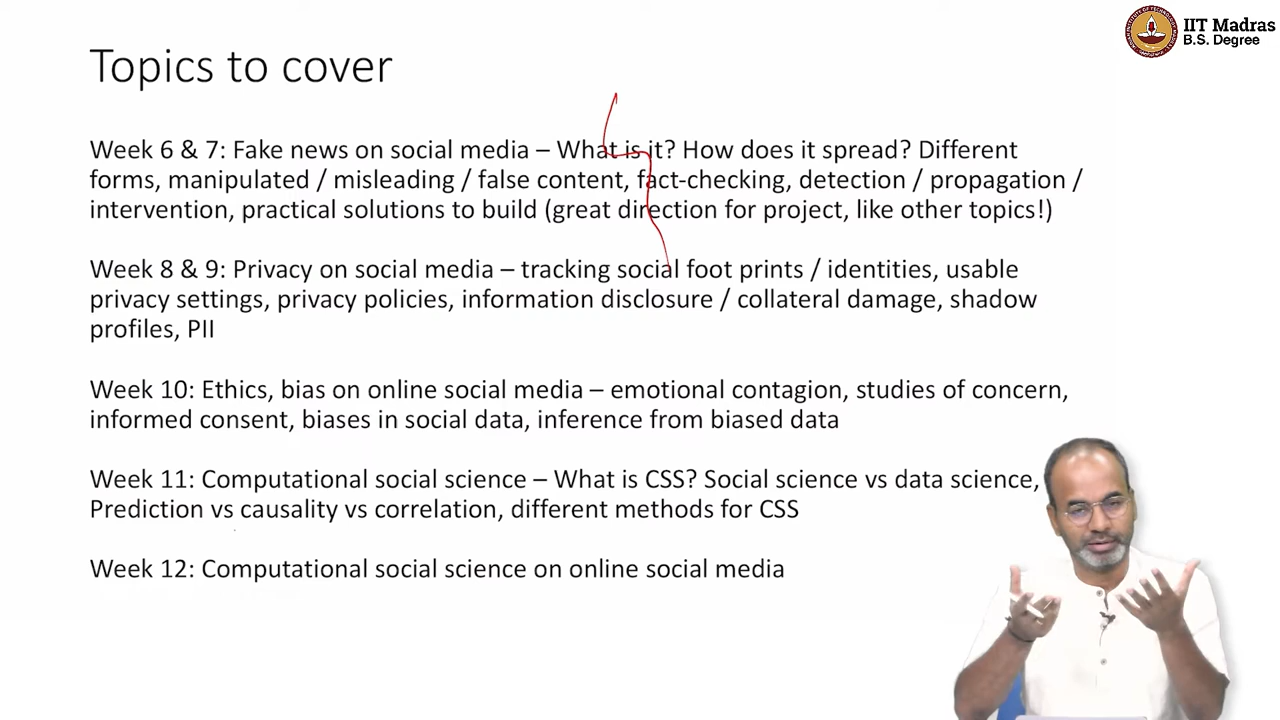 IIT Madras
B.S. Degree
Topics to cover
Week 6 & 7: Fake news on social media – What is it? How does it spread? Different
forms, manipulated / misleading / false content, fact-checking, detection / propagation /
intervention, practical solutions to build (great direction for project, like other topics!)
Week 8 & 9: Privacy on social media – tracking social foot prints / identities, usable
privacy settings, privacy policies, information disclosure / collateral damage, shadow
profiles, PII
Week 10: Ethics, bias on online social media – emotional contagion, studies of concern,
informed consent, biases in social data, inference from biased data
Week 11: Computational social science – What is CSS? Social science vs data science,
Prediction vs causality vs correlation, different methods for CSS
Week 12: Computational social science on online social media